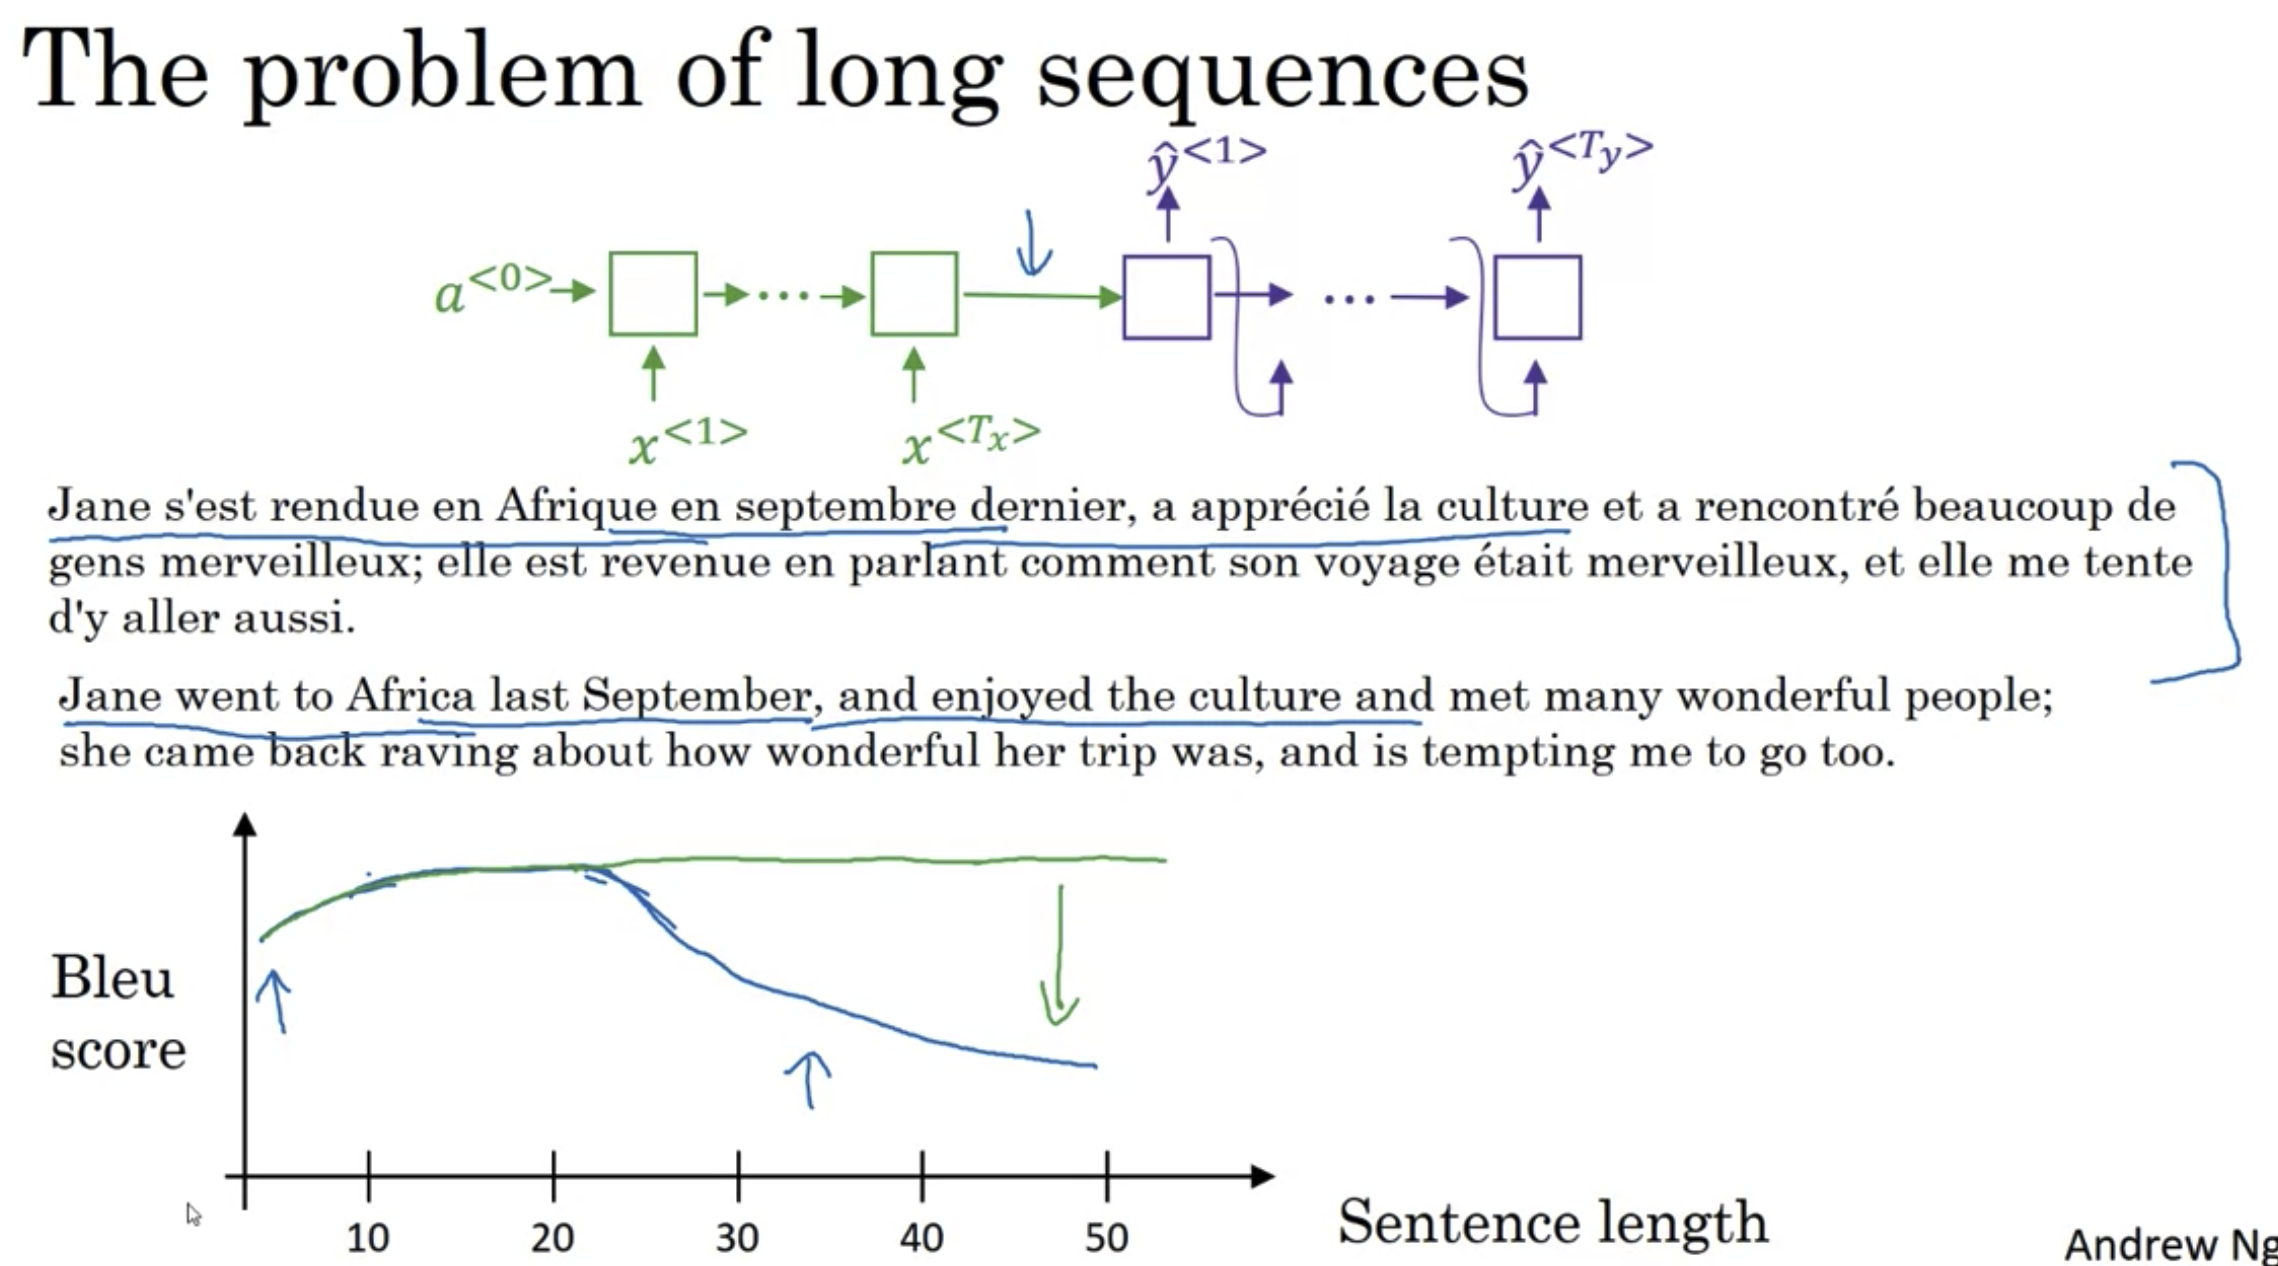 The problem of long sequences
ŷ<1> ŷ<Ty>
a<0>
x<1> x<Tx>
Jane s'est rendue en Afrique en septembre dernier, a apprécié la culture et a rencontré beaucoup de
gens merveilleux; elle est revenue en parlant comment son voyage était merveilleux, et elle me tente
d'y aller aussi.
Jane went to Africa last September, and enjoyed the culture and met many wonderful people;
she came back raving about how wonderful her trip was, and is tempting me to go too.
Bleu
score
10 20 30 40 50
Sentence length
Andrew Ng